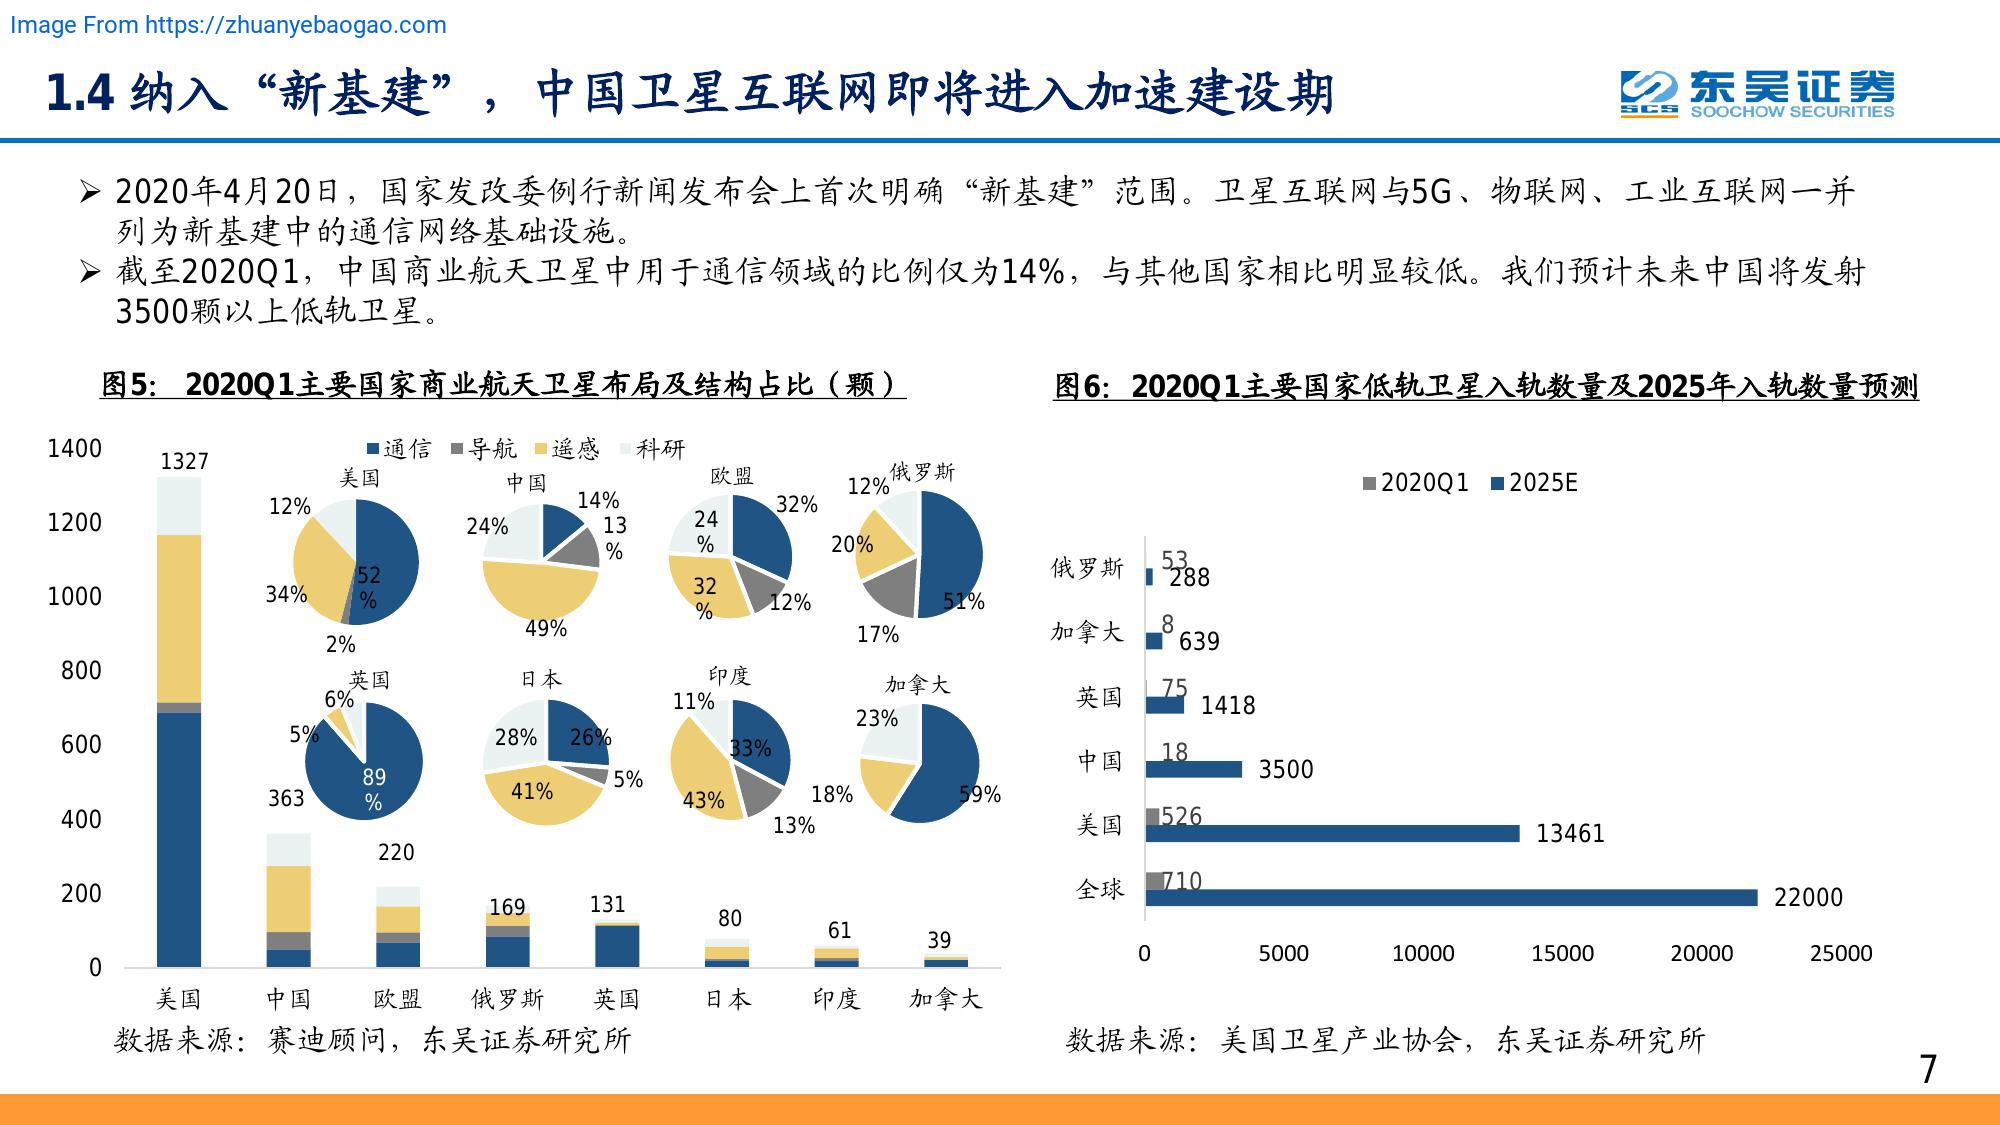 Image From https://zhuanyebaogao.com
1.4 纳入“新基建”，中国卫星互联网即将进入加速建设期
SCS 东吴证券
SOOCHOW SECURITIES
➢ 2020年4月20日，国家发改委例行新闻发布会上首次明确“新基建”范围。卫星互联网与5G、物联网、工业互联网一并
列为新基建中的通信网络基础设施。
➢ 截至2020Q1，中国商业航天卫星中用于通信领域的比例仅为14%，与其他国家相比明显较低。我们预计未来中国将发射
3500颗以上低轨卫星。
图5： 2020Q1主要国家商业航天卫星布局及结构占比（颗）
通信 导航 遥感 科研
1400
1200
1000
800
600
400
200
0
1327
363
220
169
131
80
61
39
美国
12%
34%
52
%
2%
中国
14%
13
%
24%
49%
欧盟
32%
24
%
32
%
12%
俄罗斯
12%
20%
51%
17%
英国
6%
5%
89
%
日本
28%
26%
5%
41%
印度
11%
33%
43%
13%
加拿大
23%
18%
59%
美国 中国 欧盟 俄罗斯 英国 日本 印度 加拿大
数据来源：赛迪顾问，东吴证券研究所
图6：2020Q1主要国家低轨卫星入轨数量及2025年入轨数量预测
2020Q1 2025E
俄罗斯 53
288
加拿大 8
639
英国 75
1418
中国 18
3500
美国 526
13461
全球 710
22000
0 5000 10000 15000 20000 25000
数据来源：美国卫星产业协会，东吴证券研究所
7